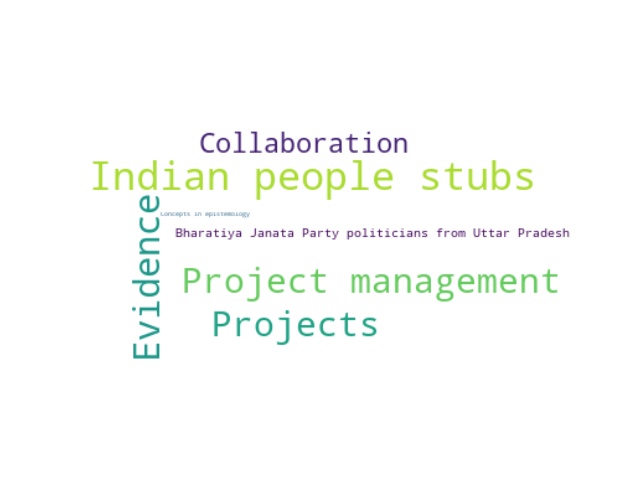 Collaboration
Indian people stubs
Evidence
Concepts in epistemology
Bharatiya Janata Party politicians from Uttar Pradesh
Project management
Projects